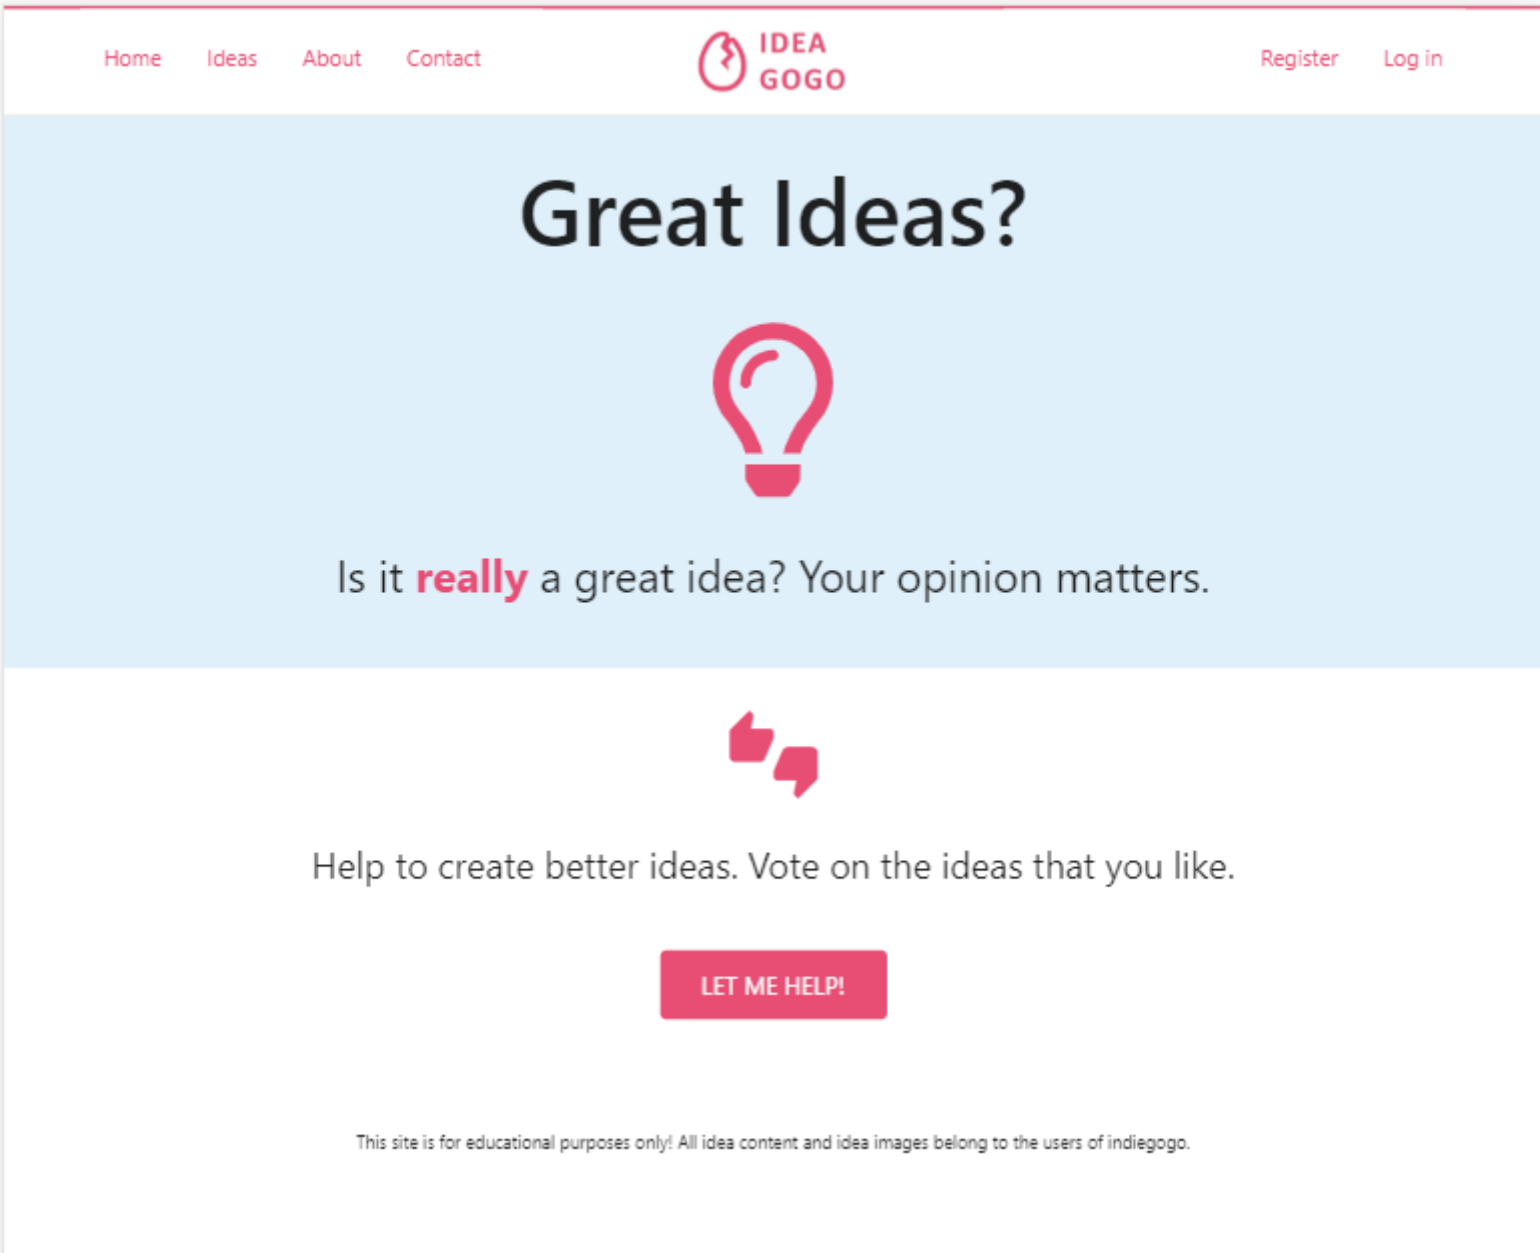 Home Ideas About Contact
IDEA
GOGO
Register Log in
Great Ideas?
Is it really a great idea? Your opinion matters.
Help to create better ideas. Vote on the ideas that you like.
LET ME HELP!
This site is for educational purposes only! All idea content and idea images belong to the users of indiegogo.